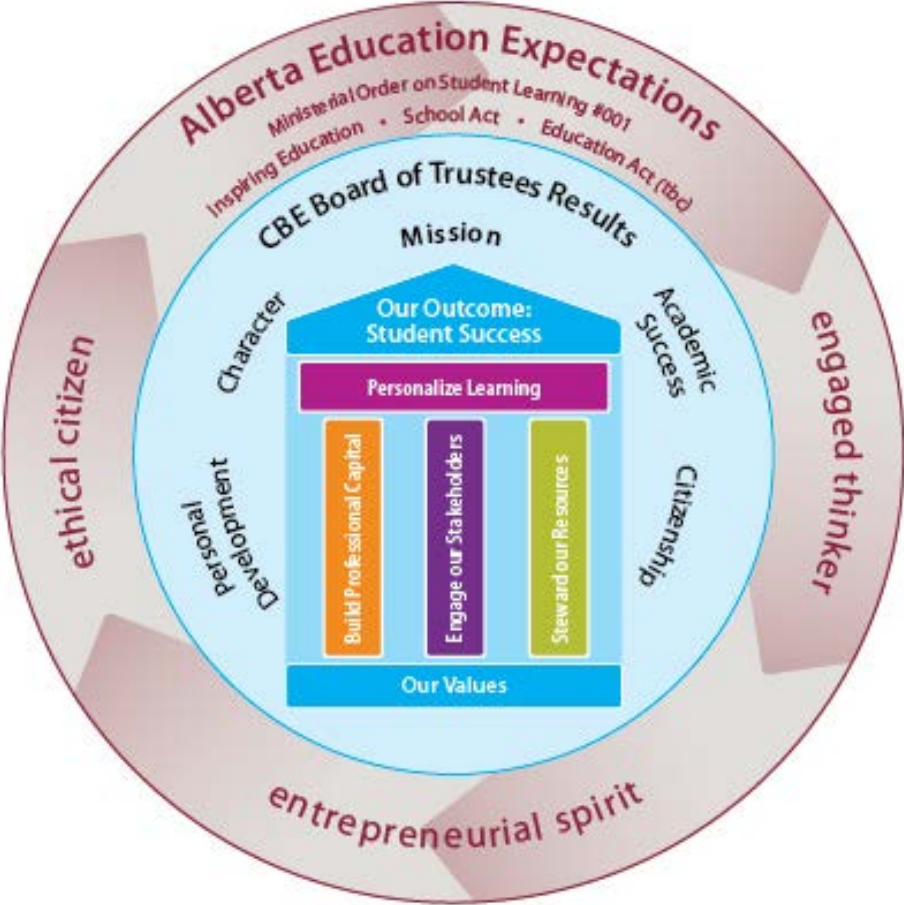 Alberta Education Expectations
Ministerial Order on Student Learning #001
Inspiring Education • School Act • Education Act (tbc)
CBE Board of Trustees Results
Mission
Character
Academic
Success
Personal
Development
Citizenship
Our Outcome:
Student Success
Personalize Learning
Build Professional Capital
Engage our Stakeholders
Steward our Resources
Our Values
ethical citizen
engaged thinker
entrepreneurial spirit